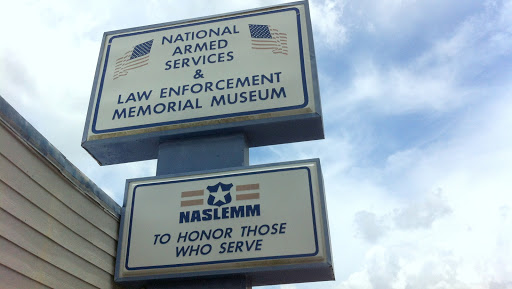 NATIONAL
ARMED
SERVICES
&
LAW ENFORCEMENT
MEMORIAL MUSEUM
NASLEMM
TO HONOR THOSE
WHO SERVE